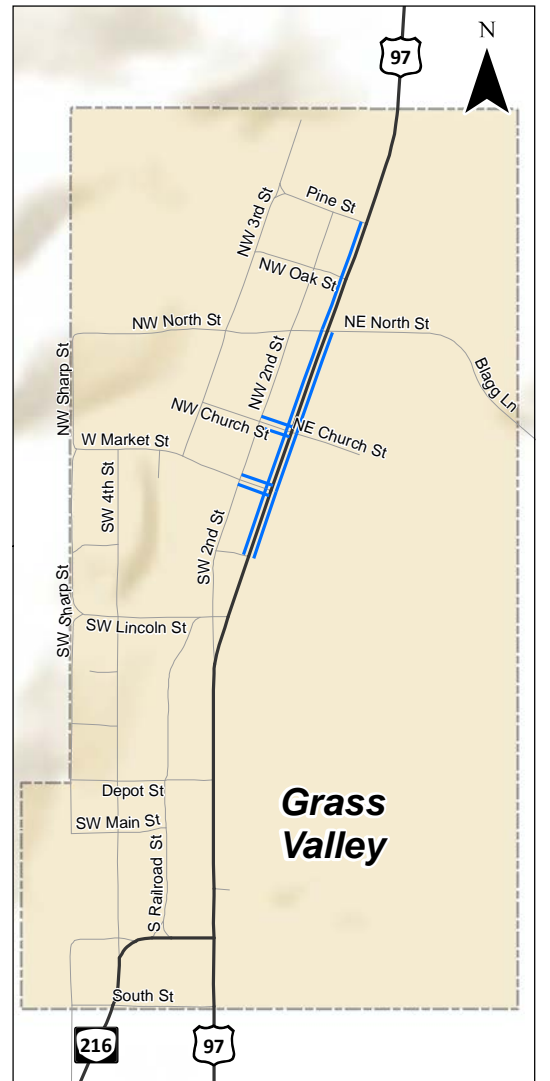 97
N
Pine St
NW 3rd St
NW Oak St
NW North St
NE North St
NW Sharp St
NW 2nd St
Blagg Ln
NW Church St
NE Church St
W Market St
SW 4th St
SW 2nd St
SW Sharp St
SW Lincoln St
Depot St
Grass
Valley
SW Main St
S Railroad St
South St
216
97